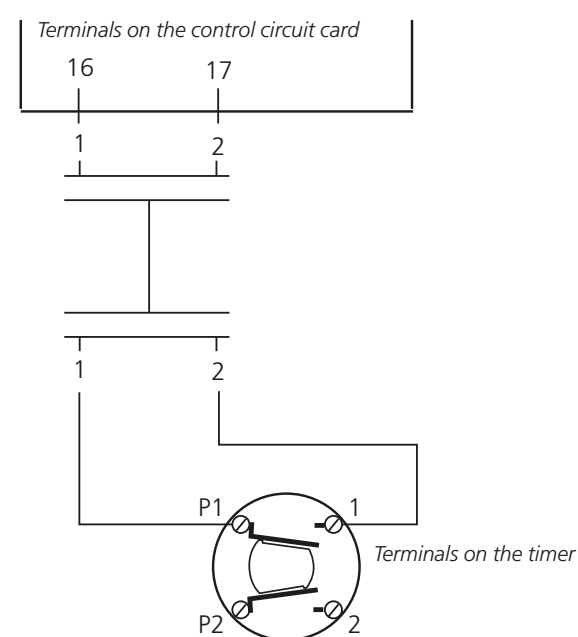 Terminals on the control circuit card
16 17
1 2
1 2
P1 1
Terminals on the timer
P2 2